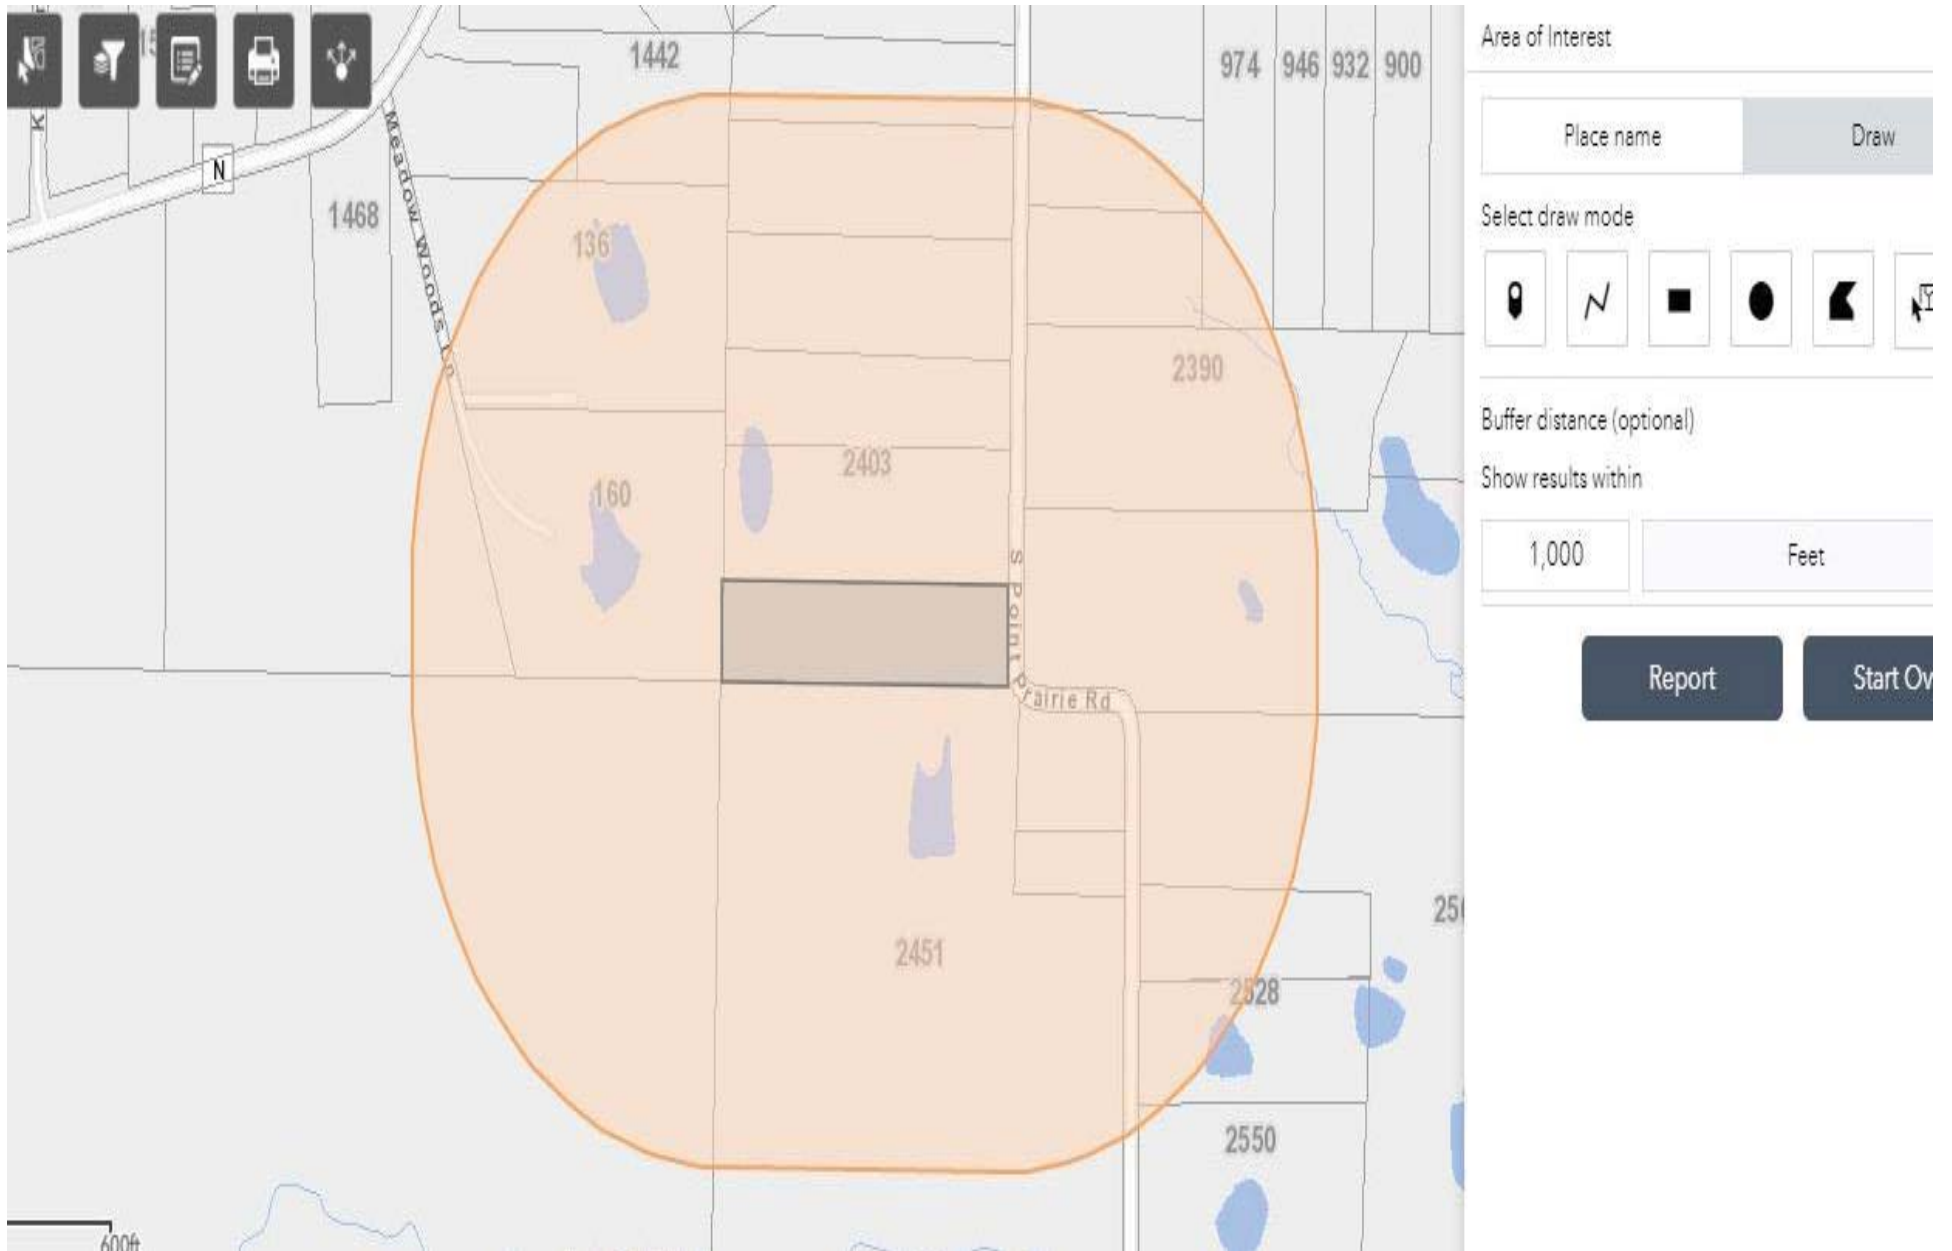 1442
974 946 932 900
N
Meadow Woods Ln
1468
136
2390
2403
160
S Point Prairie Rd
2451
2528
2550
600ft
Area of Interest
Place name
Draw
Select draw mode
Buffer distance (optional)
Show results within
1,000
Feet
Report
Start Ov